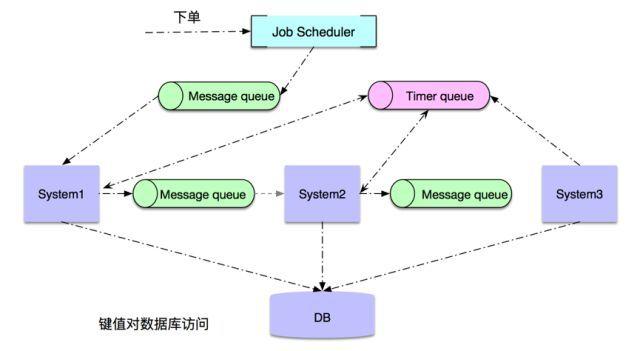 下单
Job Scheduler
Message queue
Timer queue
System1
Message queue
System2
Message queue
System3
DB
键值对数据库访问